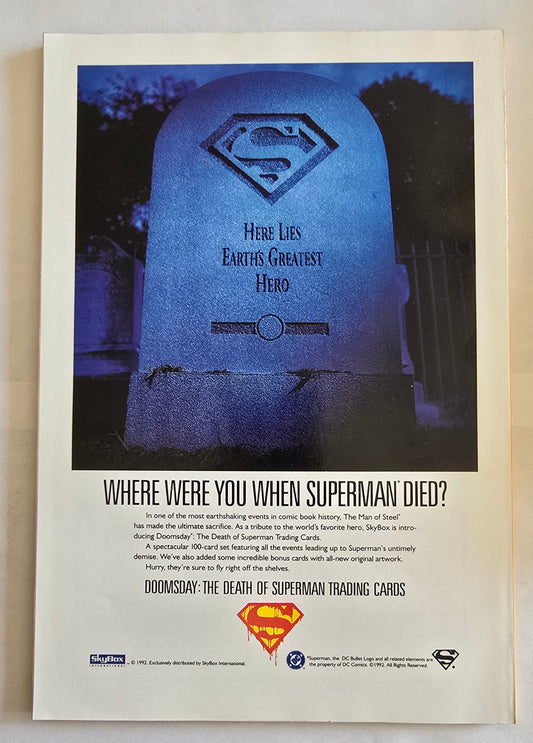 HERE LIES
EARTH'S GREATEST
HERO
WHERE WERE YOU WHEN SUPERMAN™ DIED?
In one of the most earthshaking events in comic book history, The Man of Steel*
has made the ultimate sacrifice. As a tribute to the world's favorite hero, SkyBox is intro-
ducing Doomsday*: The Death of Superman Trading Cards.
A spectacular 100-card set featuring all the events leading up to Superman's untimely
demise. We've also added some incredible bonus cards with all-new original artwork.
Hurry, they're sure to fly right off the shelves.
DOOMSDAY: THE DEATH OF SUPERMAN TRADING CARDS
SkyBox
INTERNATIONAL
© 1992. Exclusively distributed by SkyBox International.
DC
*Superman, the DC Bullet Logo and all related elements are
the property of DC Comics. ©1992. All Rights Reserved.